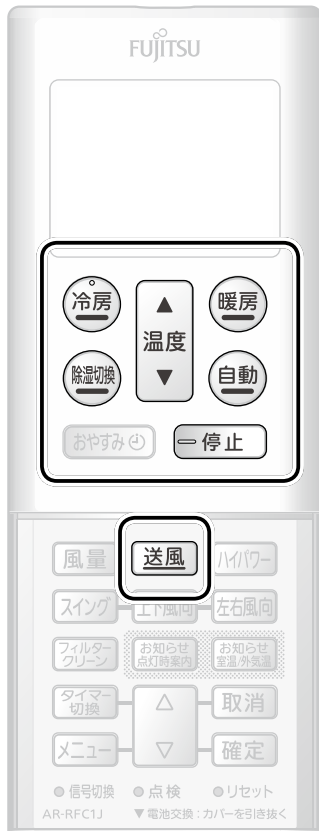 FUJITSU
冷房 ▲ 温度 ▼ 暖房
除湿切換 自動
おやすみ 停止
風量 送風 ハイパワー
スイング 上下風向 左右風向
フィルタークリーン お知らせ点灯時案内 お知らせ室温/外気温
タイマー切換 △ 取消
メニュー ▽ 確定
信号切換 点検 リセット
AR-RFC1J ▼電池交換：カバーを引き抜く